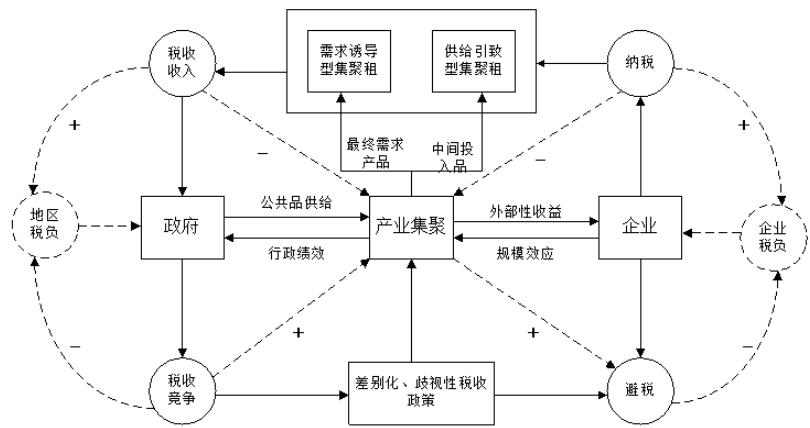 税收
收入
需求诱导
型集聚租
供给引致
型集聚租
纳税
+
+
最终需求
产品
中间投
入品
−
−
地区
税负
政府
公共品供给
行政绩效
产业集聚
外部性收益
规模效应
企业
企业
税负
−
+
+
−
税收
竞争
差别化、歧视性税收
政策
避税